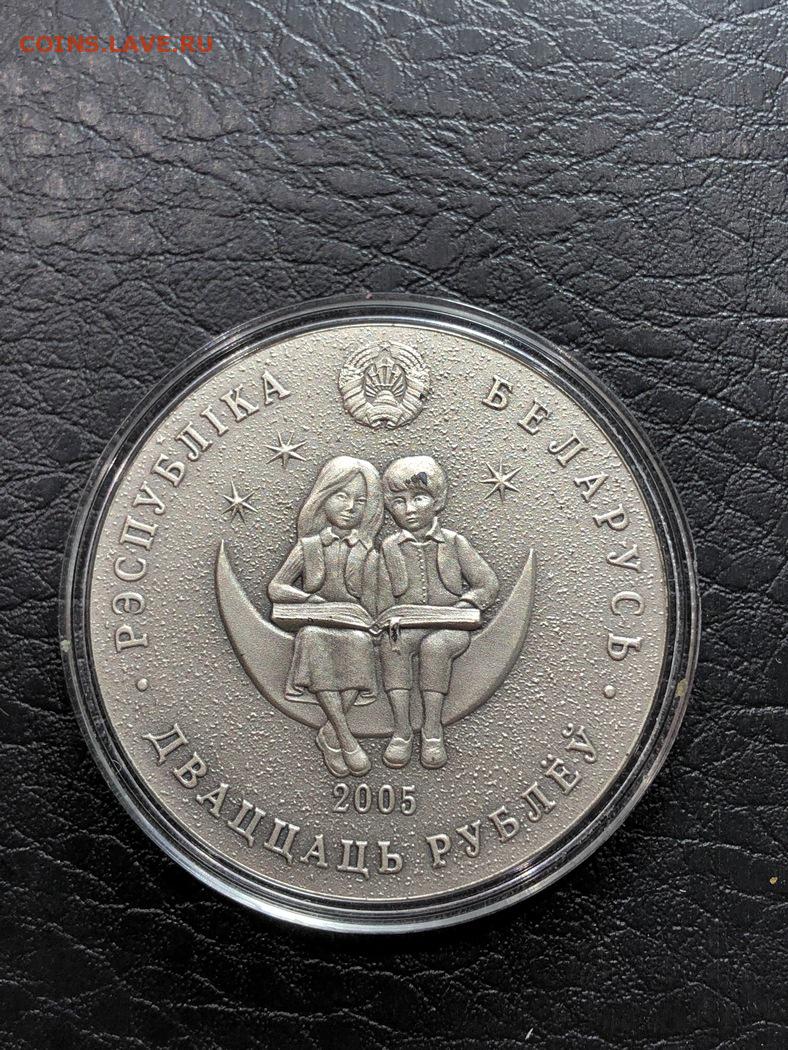 COINS.LAVE.RU
РЭСПУБЛІКА БЕЛАРУСЬ
· ДВАЦЦАЦЬ РУБЛЁЎ ·
2005